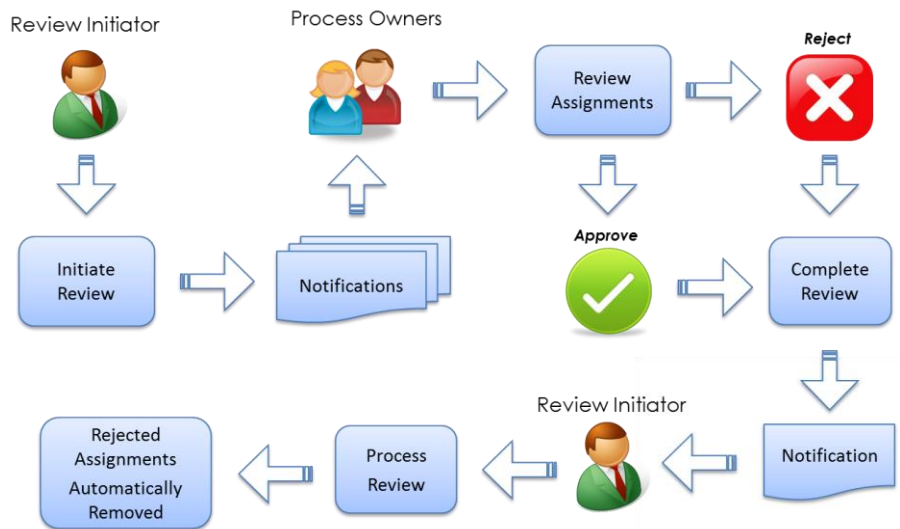 Review Initiator
Process Owners
Review
Assignments
Reject
Initiate
Review
Notifications
Approve
Complete
Review
Rejected
Assignments
Automatically
Removed
Process
Review
Review Initiator
Notification